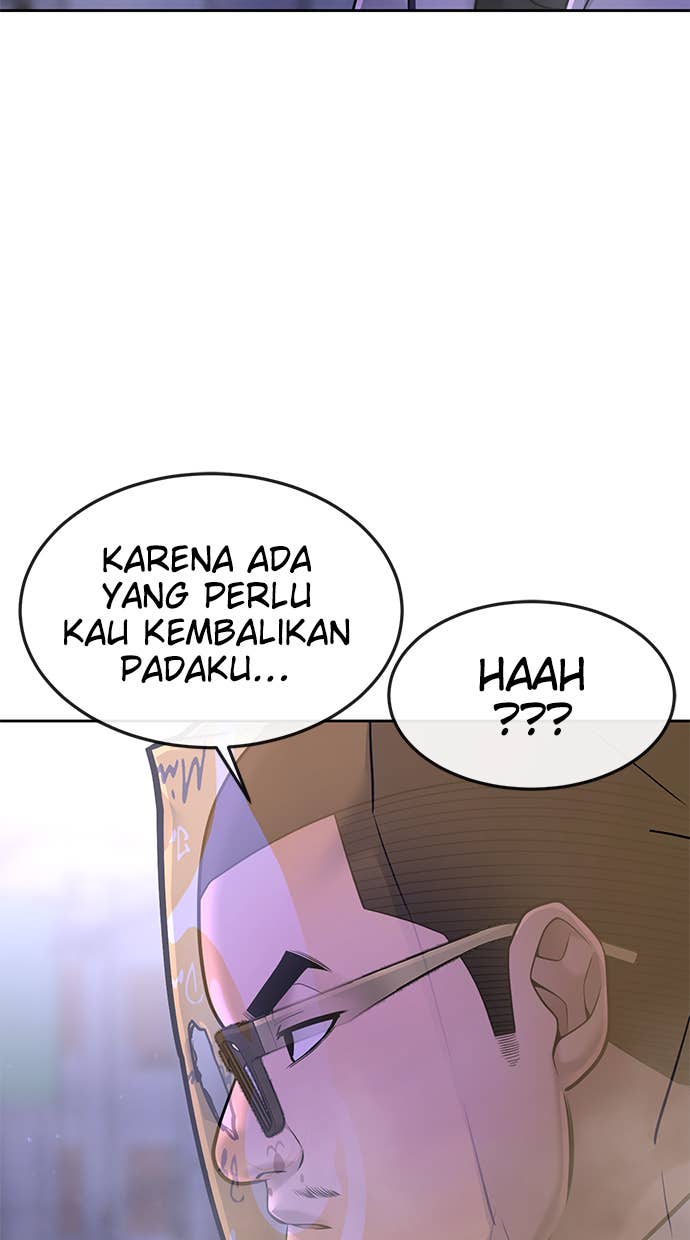 KARENA ADA
YANG PERLU
KAU KEMBALIKAN
PADAKU...
HAAH
???